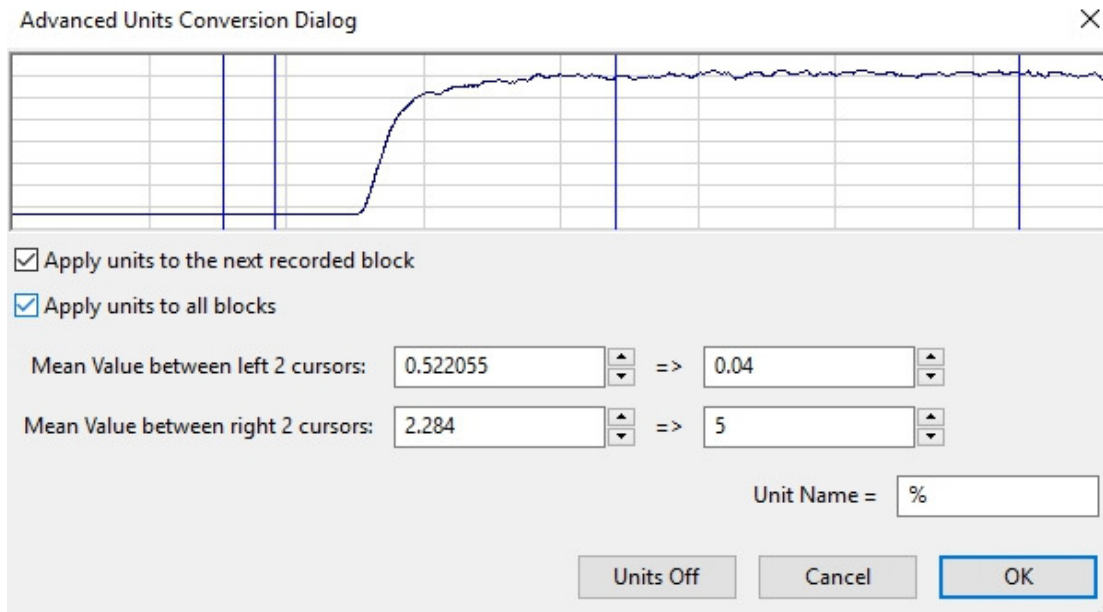 Advanced Units Conversion Dialog
Apply units to the next recorded block
Apply units to all blocks
Mean Value between left 2 cursors: 0.522055 => 0.04
Mean Value between right 2 cursors: 2.284 => 5
Unit Name = %
Units Off Cancel OK